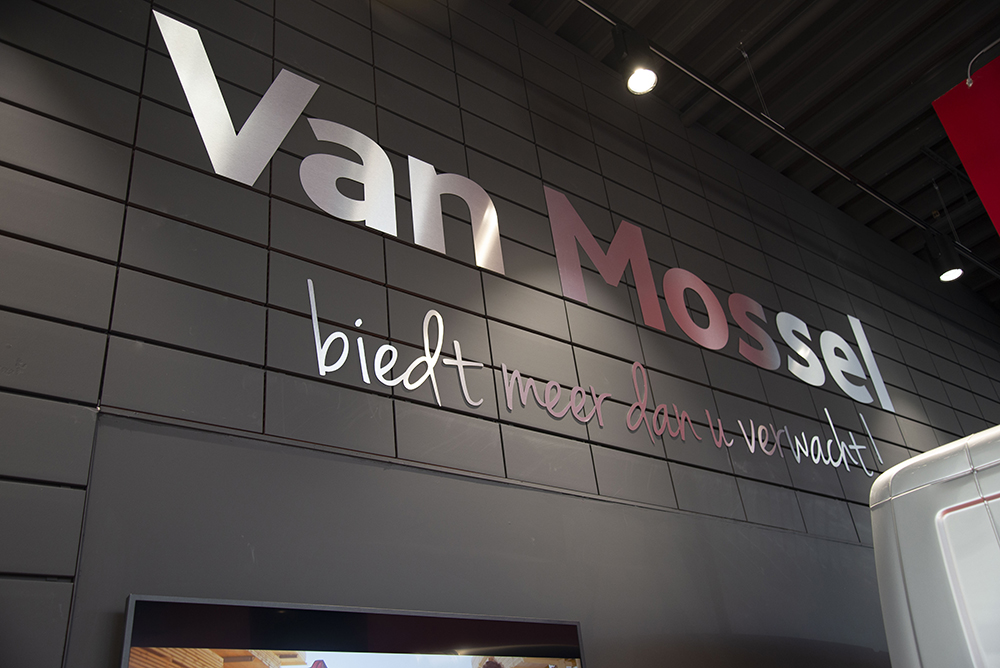 Van Mossel
biedt meer dan u verwacht!